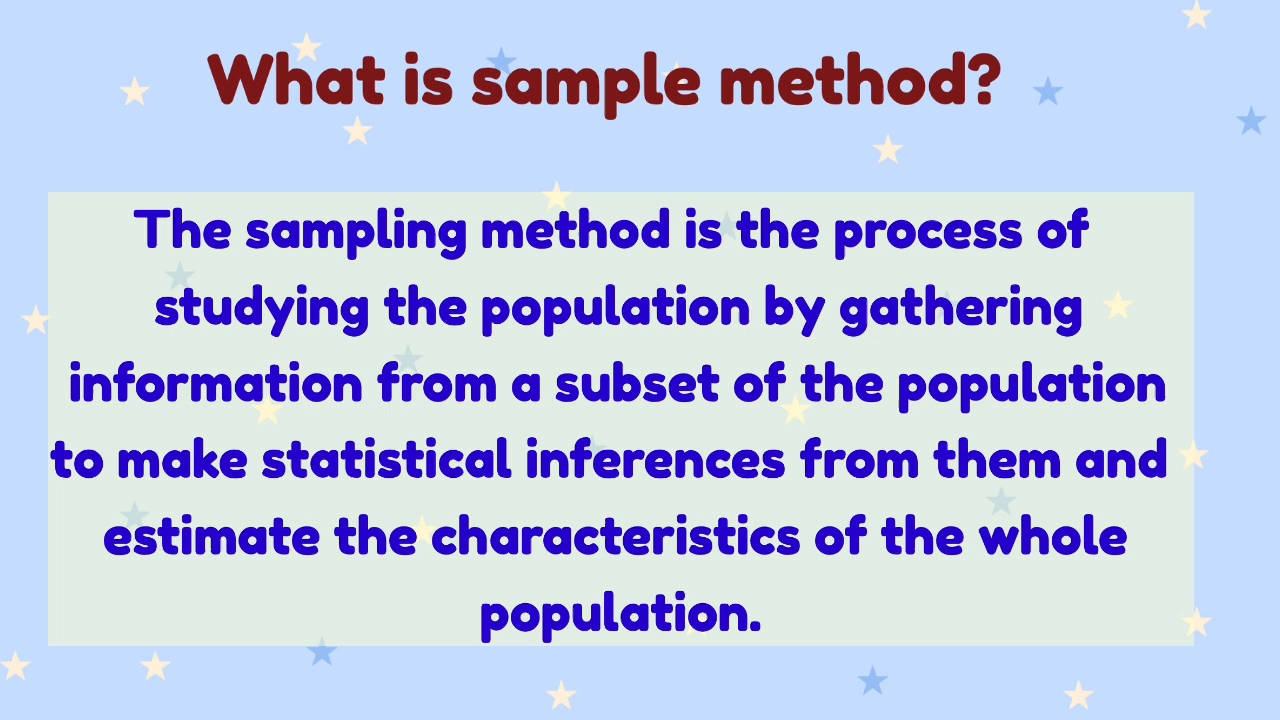 What is sample method?
The sampling method is the process of
studying the population by gathering
information from a subset of the population
to make statistical inferences from them and
estimate the characteristics of the whole
population.